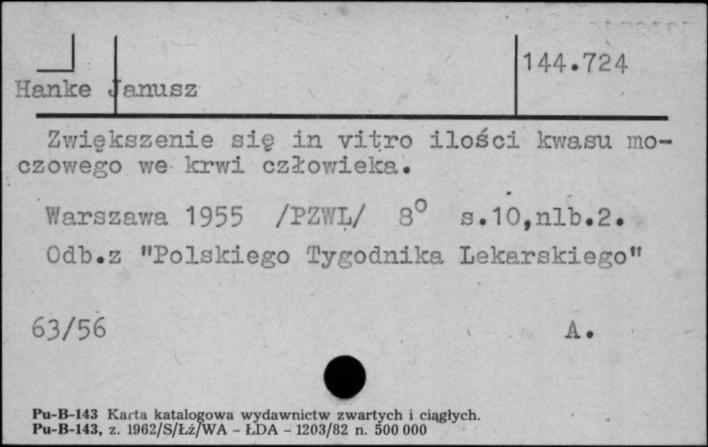 144.724
Hanke Janusz
Zwiększenie się in vitro ilości kwasu mo-
czowego we krwi człowieka.
Warszawa 1955 /PZWL/ 8° s.10,nlb.2.
Odb.z "Polskiego Tygodnika Lekarskiego"
63/56 A.
Pu-B-143 Karta katalogowa wydawnictw zwartych i ciągłych.
Pu-B-143, z. 1962/S/Łź/WA - ŁDA - 1203/82 n. 500 000